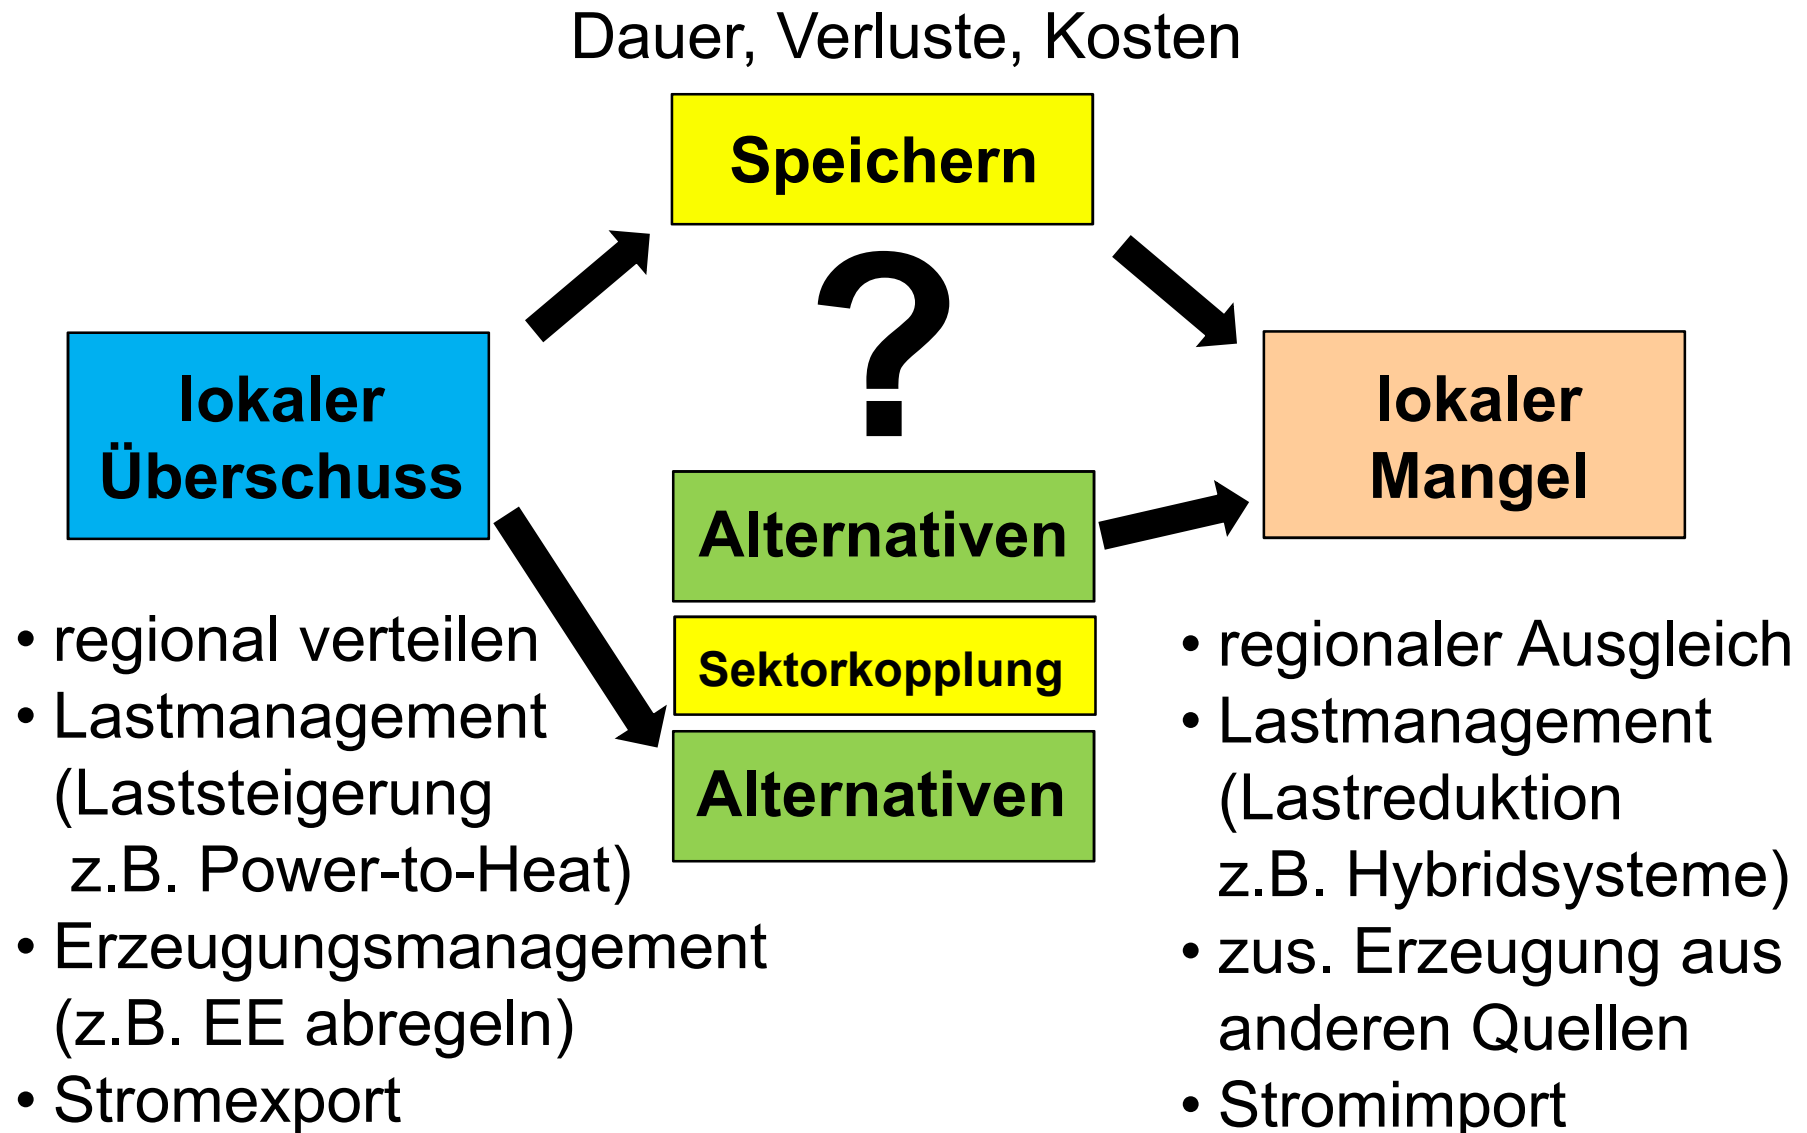 Dauer, Verluste, Kosten
Speichern
?
lokaler
Überschuss
lokaler
Mangel
Alternativen
Sektorkopplung
Alternativen
• regional verteilen
• Lastmanagement
(Laststeigerung
z.B. Power-to-Heat)
• Erzeugungsmanagement
(z.B. EE abregeln)
• Stromexport
• regionaler Ausgleich
• Lastmanagement
(Lastreduktion
z.B. Hybridsysteme)
• zus. Erzeugung aus
anderen Quellen
• Stromimport